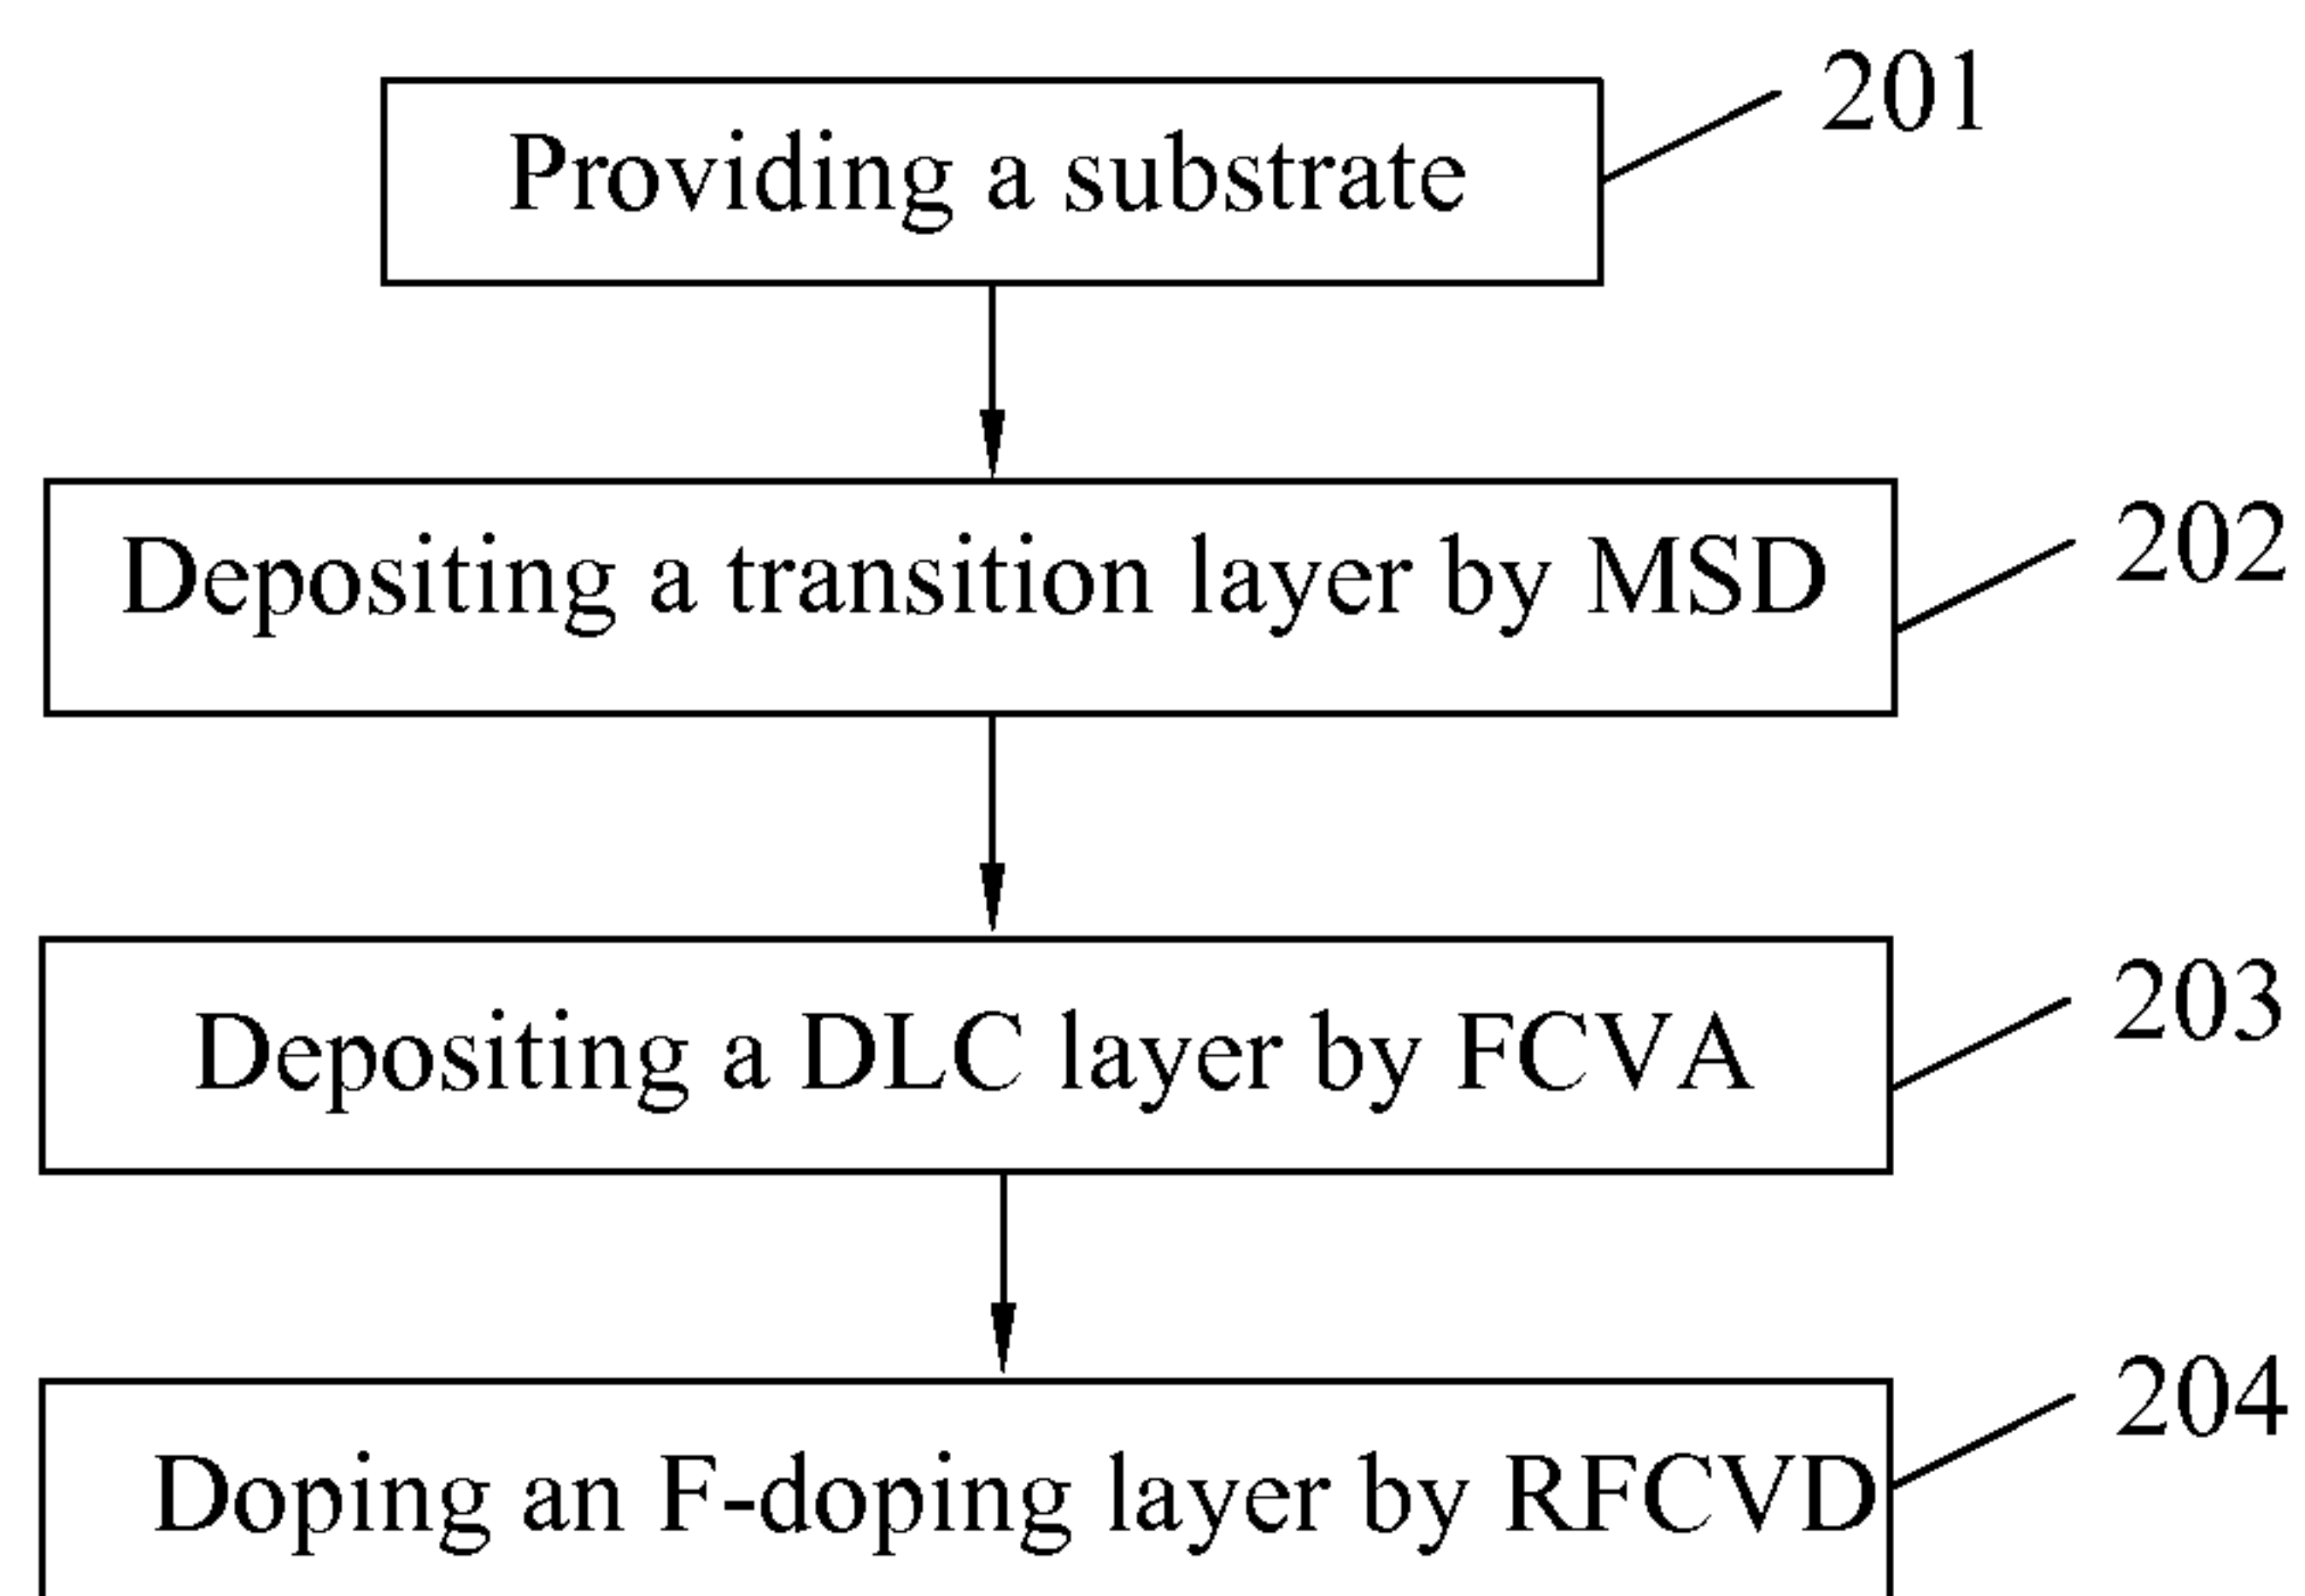 Providing a substrate
201
Depositing a transition layer by MSD
202
Depositing a DLC layer by FCVA
203
Doping an F-doping layer by RFCVD
204